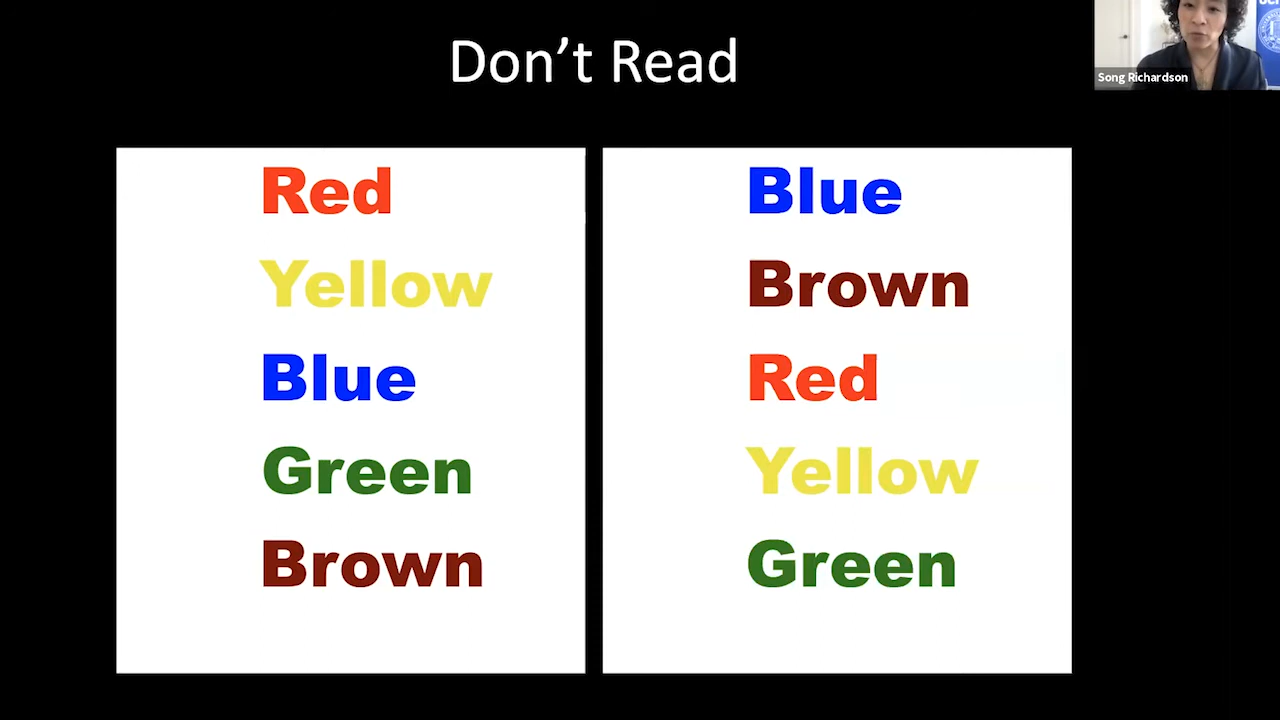 Don't Read
Song Richardson
Red
Yellow
Blue
Green
Brown
Blue
Brown
Red
Yellow
Green